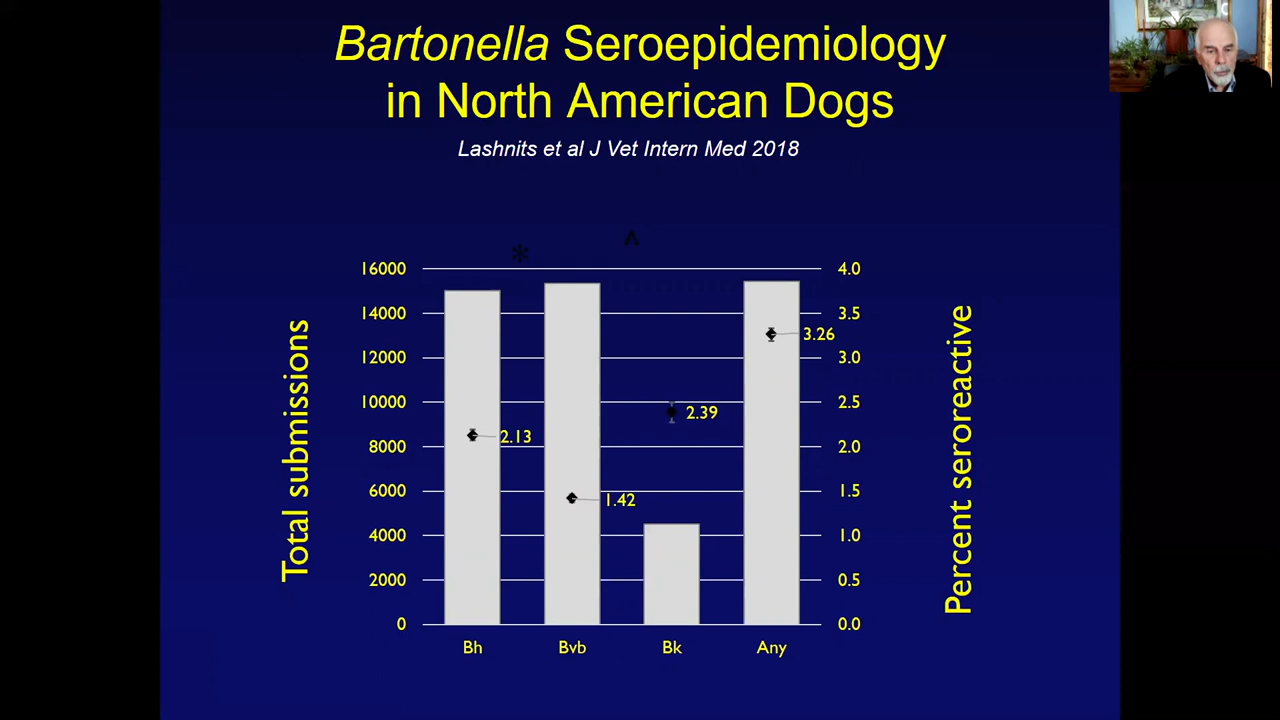 Bartonella Seroepidemiology
in North American Dogs
Lashnits et al J Vet Intern Med 2018
*
^
Total submissions
16000
14000
12000
10000
8000
6000
4000
2000
0
2.13
1.42
2.39
3.26
4.0
3.5
3.0
2.5
2.0
1.5
1.0
0.5
0.0
Percent seroreactive
Bh
Bvb
Bk
Any